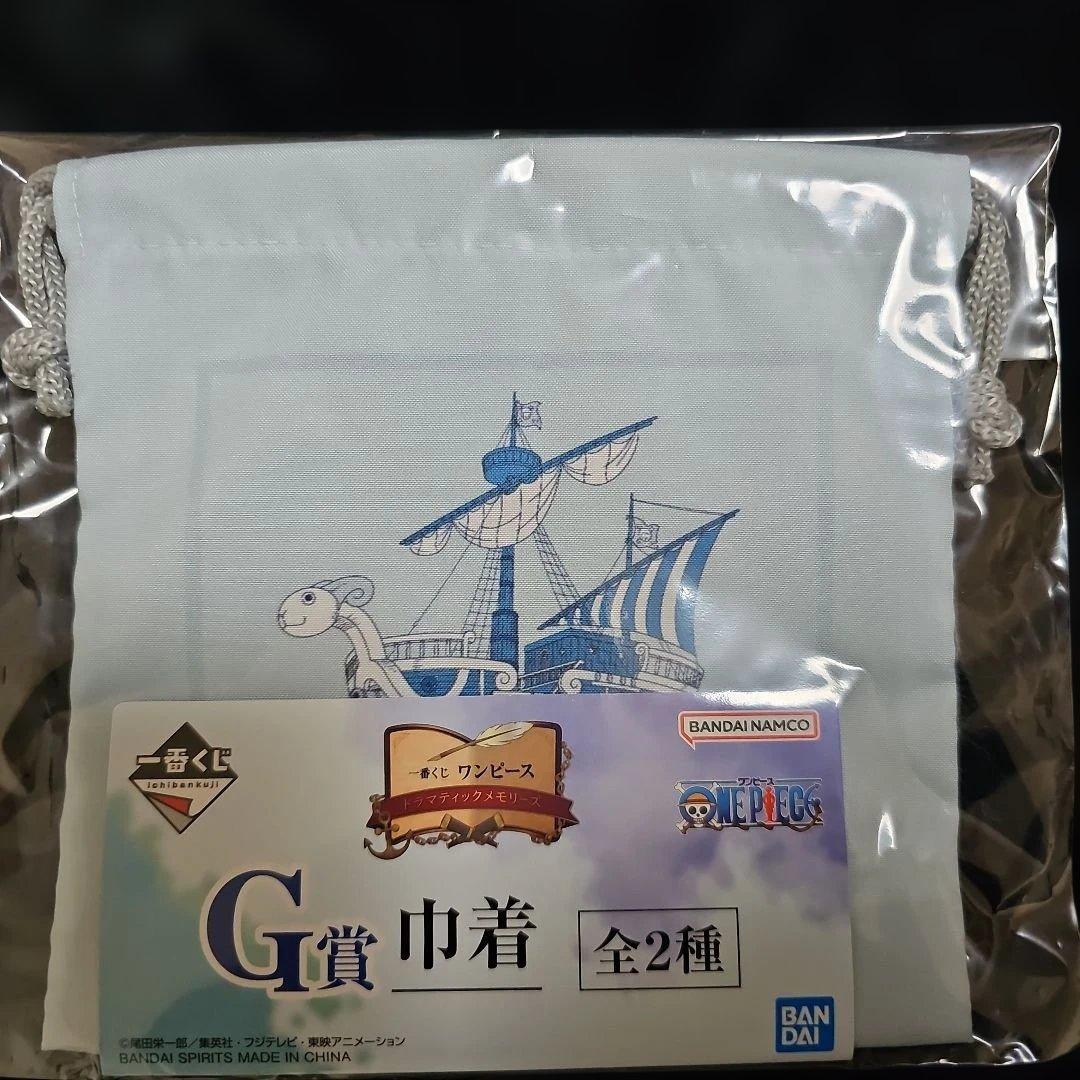 一番くじ
ichibankuji
一番くじ ワンピース
ドラマティックメモリーズ
BANDAI NAMCO
ワンピース
ONE PIECE
G賞 巾着 全2種
©尾田栄一郎/集英社・フジテレビ・東映アニメーション
BANDAI SPIRITS MADE IN CHINA
BAN
DAI